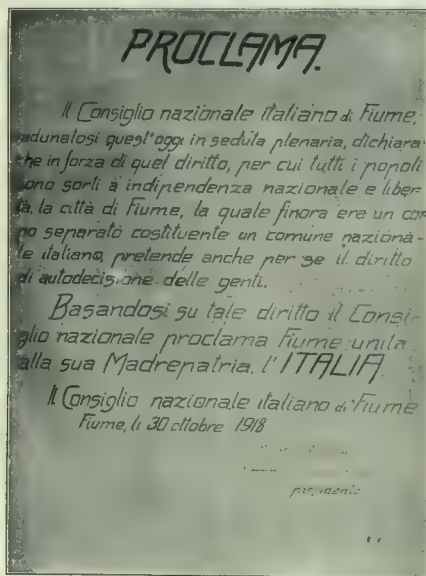 PROCLAMA.
Il Consiglio nazionale italiano di Fiume,
adunatosi quest'oggi in seduta plenaria, dichiara
che in forza di quel diritto, per cui tutti i popoli
sono sorti a indipendenza nazionale e liber-
tà, la città di Fiume, la quale finora era un cor-
po separato costituente un comune naziona-
le italiano, pretende anche per se il diritto
di autodecisione delle genti.
Basandosi su tale diritto il Consi-
glio nazionale proclama Fiume unita
alla sua Madrepatria, l'ITALIA.
Il Consiglio nazionale italiano di Fiume
Fiume, li 30 ottobre 1918